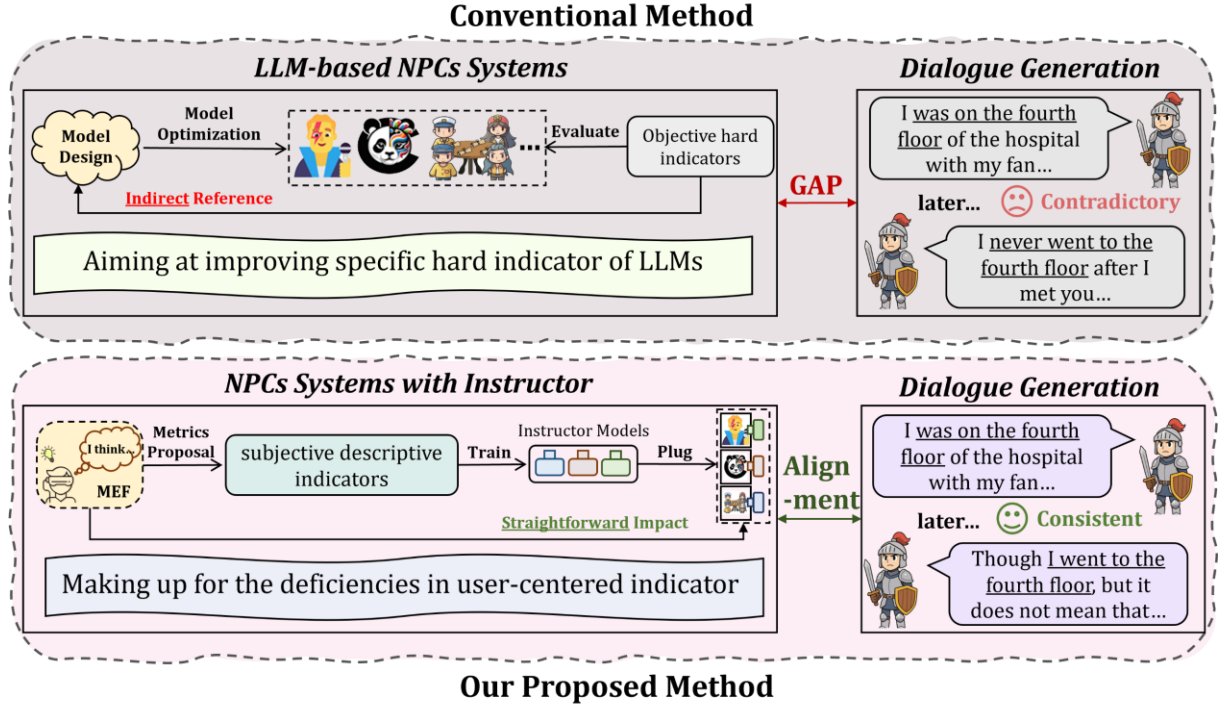 Conventional Method
LLM-based NPCs Systems
Model
Design
Model
Optimization
...
Evaluate
Objective hard
indicators
Indirect Reference
Aiming at improving specific hard indicator of LLMs
GAP
Dialogue Generation
I was on the fourth
floor of the hospital
with my fan...
later...
Contradictory
I never went to the
fourth floor after I
met you...
NPCs Systems with Instructor
I think...
MEF
Metrics
Proposal
subjective descriptive
indicators
Train
Instructor Models
Plug
Straightforward Impact
Making up for the deficiencies in user-centered indicator
Align
-ment
Dialogue Generation
I was on the fourth
floor of the hospital
with my fan...
later...
Consistent
Though I went to the
fourth floor, but it
does not mean that...
Our Proposed Method